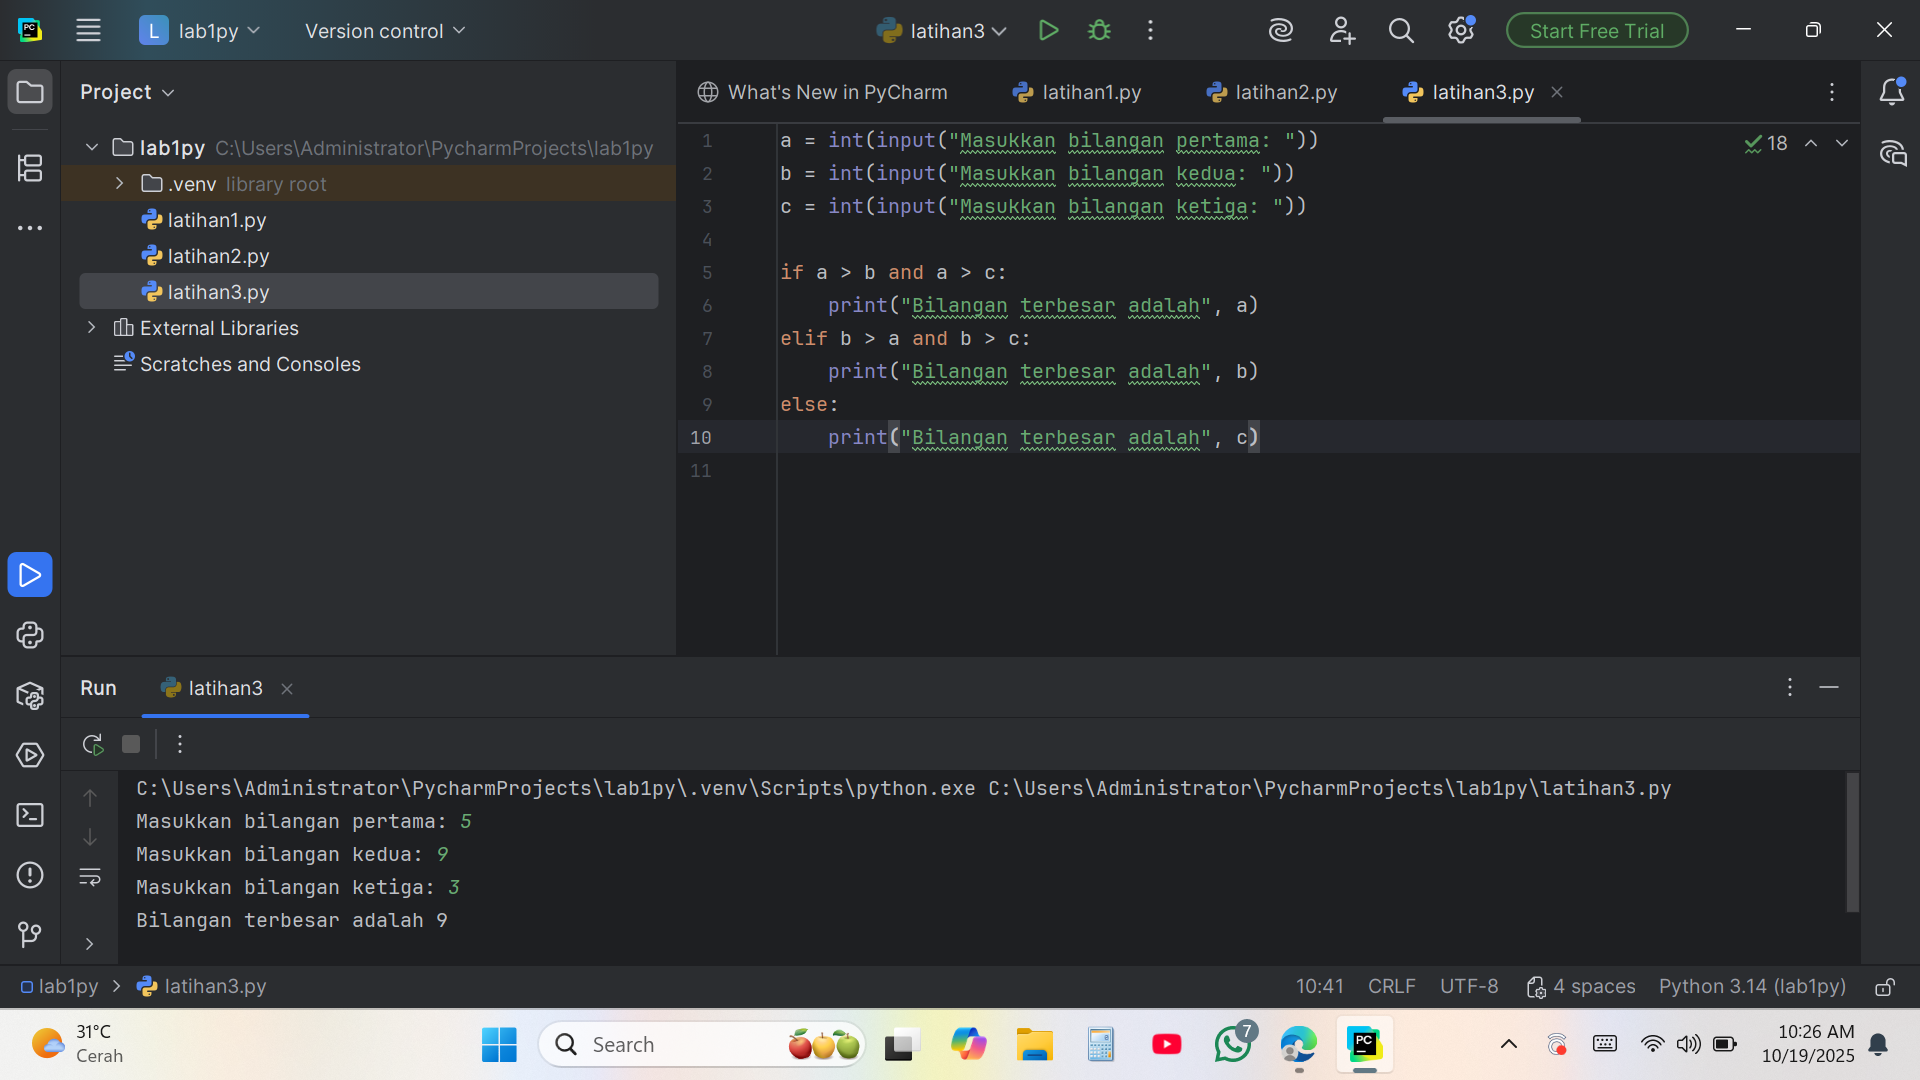 PC
L lab1py
Version control
latihan3
Start Free Trial
Project
What's New in PyCharm
latihan1.py
latihan2.py
latihan3.py
lab1py C:\Users\Administrator\PycharmProjects\lab1py
.venv library root
latihan1.py
latihan2.py
latihan3.py
External Libraries
Scratches and Consoles
1 a = int(input("Masukkan bilangan pertama: "))
2 b = int(input("Masukkan bilangan kedua: "))
3 c = int(input("Masukkan bilangan ketiga: "))
4
5 if a > b and a > c:
6     print("Bilangan terbesar adalah", a)
7 elif b > a and b > c:
8     print("Bilangan terbesar adalah", b)
9 else:
10     print("Bilangan terbesar adalah", c)
11
18
Run
latihan3
C:\Users\Administrator\PycharmProjects\lab1py\.venv\Scripts\python.exe C:\Users\Administrator\PycharmProjects\lab1py\latihan3.py
Masukkan bilangan pertama: 5
Masukkan bilangan kedua: 9
Masukkan bilangan ketiga: 3
Bilangan terbesar adalah 9
lab1py > latihan3.py
10:41 CRLF UTF-8 4 spaces Python 3.14 (lab1py)
31°C
Cerah
Search
7
PC
10:26 AM
10/19/2025